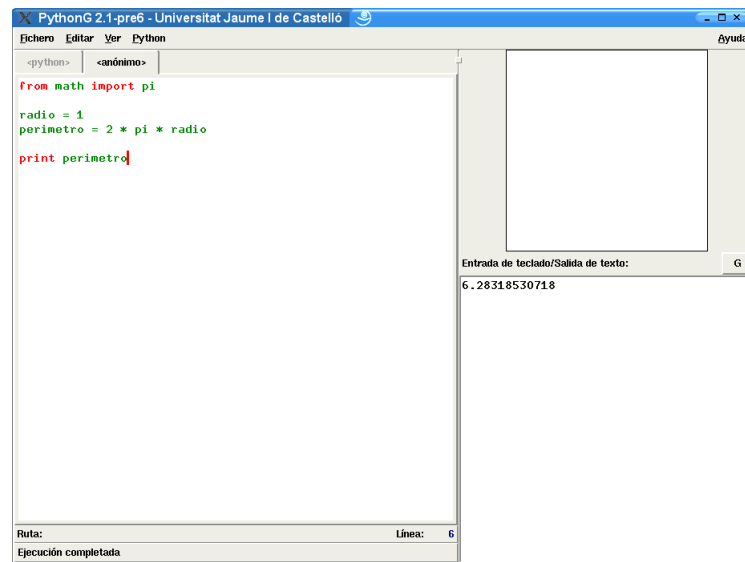 PythonG 2.1-pre6 - Universitat Jaume I de Castelló
Fichero Editar Ver Python Ayuda
<python> <anónimo>
from math import pi
radio = 1
perimetro = 2 * pi * radio
print perimetro
Entrada de teclado/Salida de texto: G
6.28318530718
Ruta: Línea: 6
Ejecución completada